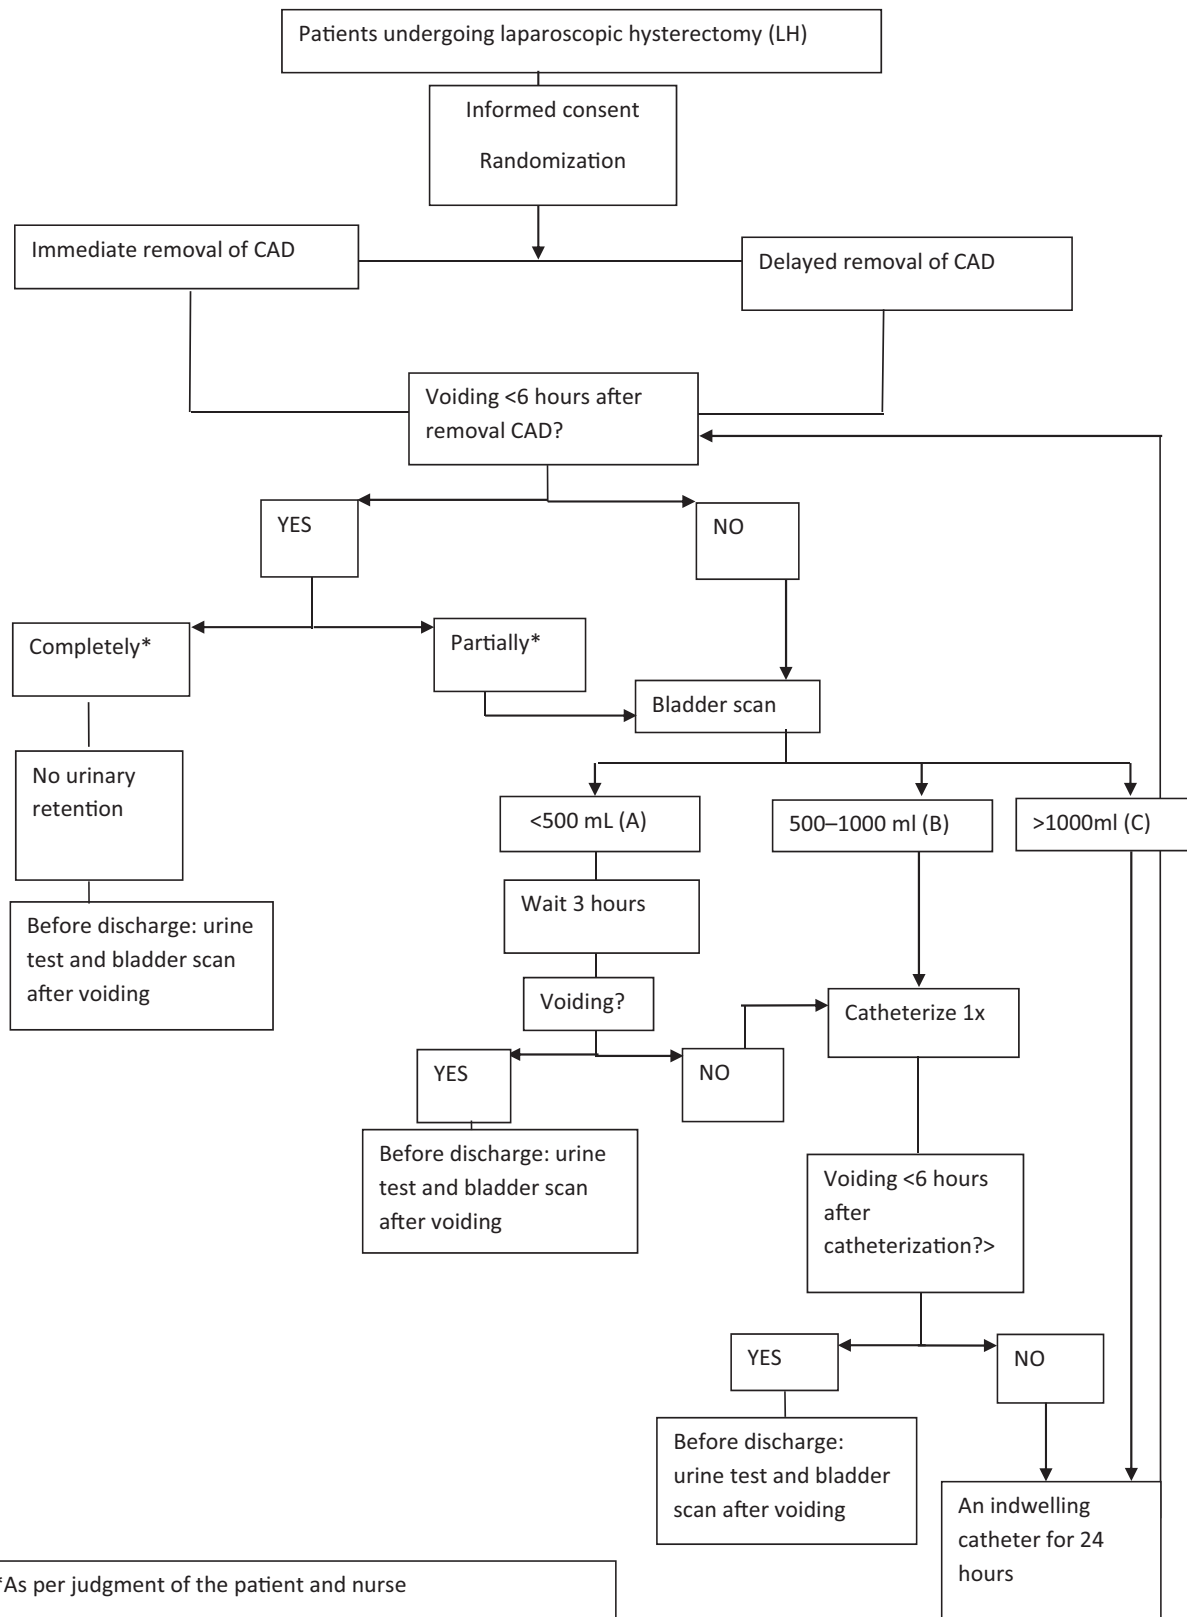 Patients undergoing laparoscopic hysterectomy (LH)
Informed consent
Randomization
Immediate removal of CAD
Delayed removal of CAD
Voiding <6 hours after
removal CAD?
YES
NO
Completely*
Partially*
Bladder scan
No urinary
retention
<500 mL (A)
500–1000 ml (B)
>1000ml (C)
Wait 3 hours
Before discharge: urine
test and bladder scan
after voiding
Voiding?
Catheterize 1x
YES
NO
Before discharge: urine
test and bladder scan
after voiding
Voiding <6 hours
after
catheterization?>
YES
NO
Before discharge:
urine test and bladder
scan after voiding
An indwelling
catheter for 24
hours
*As per judgment of the patient and nurse